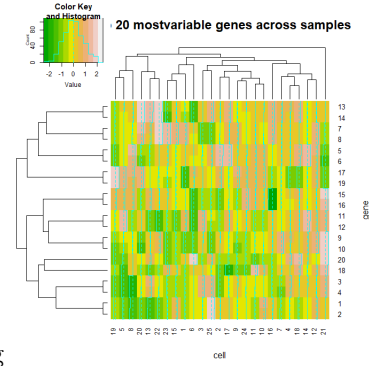 Color Key
and Histogram
Count
0 40 80
-2 -1 0 1 2
Value
20 mostvariable genes across samples
13
14
7
8
5
6
17
19
15
16
11
12
9
10
20
18
3
4
1
2
gene
19 5 8 20 13 22 23 15 1 6 3 25 2 17 9 24 11 10 16 7 4 18 14 12 21
cell